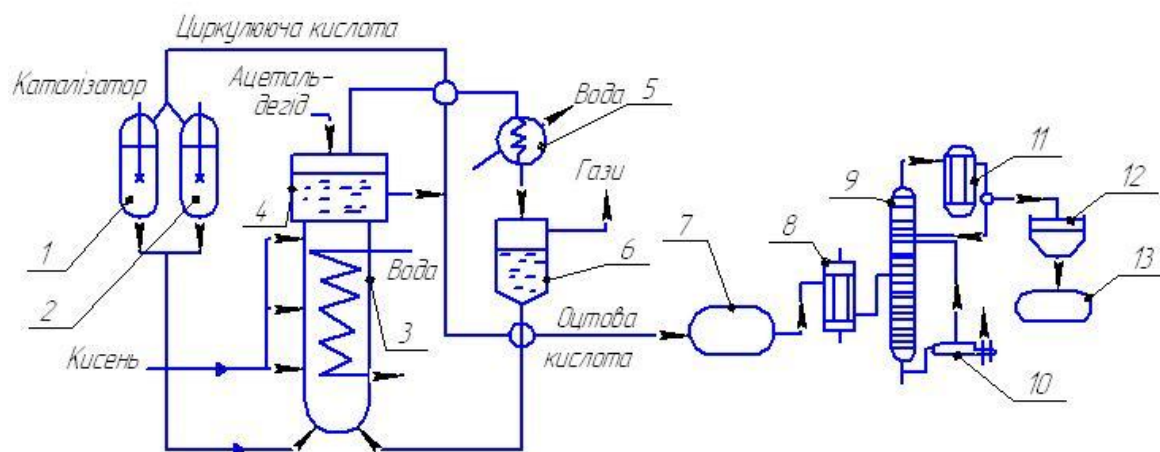 Циркулююча кислота
Каталізатор
Ацеталь-
дегід
Вода
5
Гази
4
1
2
Вода
3
Кисень
6
Оцтова
кислота
7
8
9
10
11
12
13